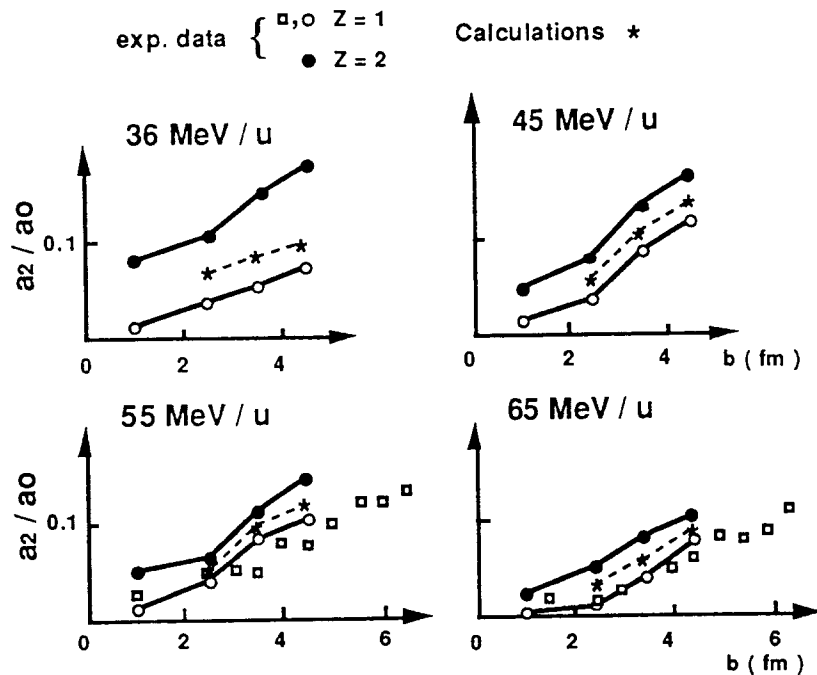 exp. data { ▫,○ Z = 1
● Z = 2
Calculations *
36 MeV / u
a2 / ao
0.1
0 2 4
45 MeV / u
0 2 4 b ( fm )
55 MeV / u
a2 / ao
0.1
0 2 4 6
65 MeV / u
0 2 4 6
b ( fm )